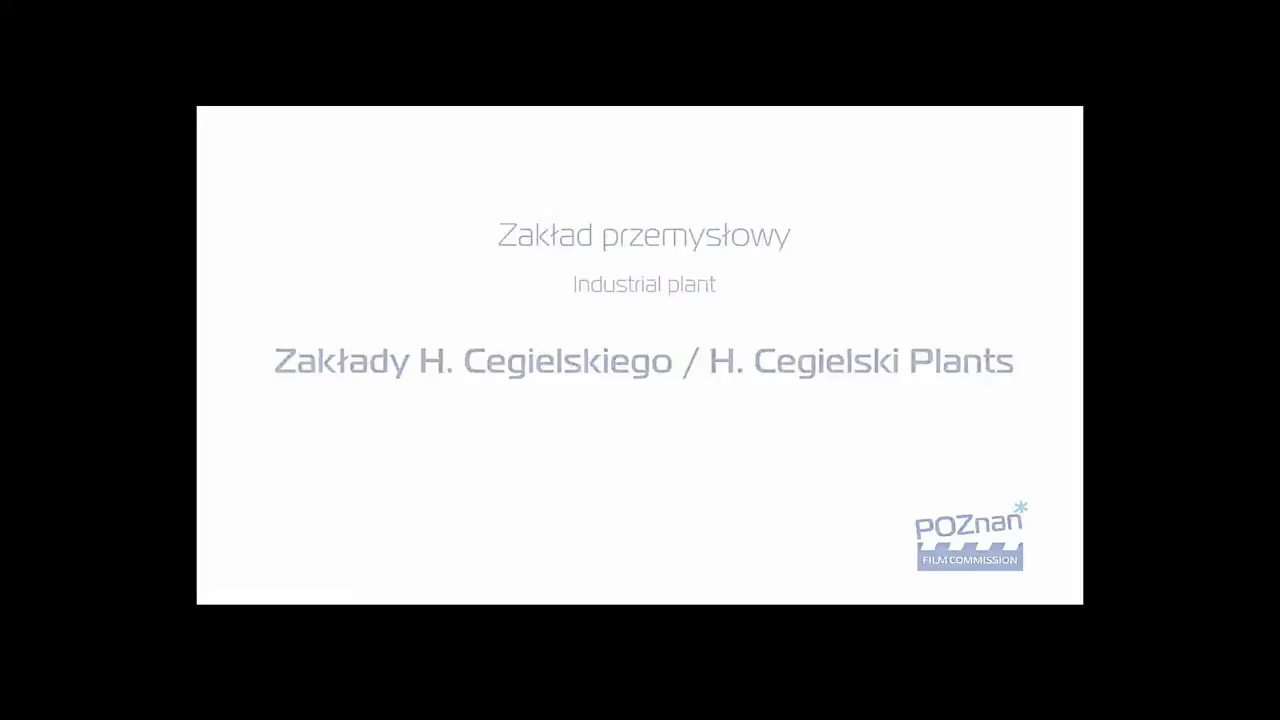 Zakład przemysłowy
Industrial plant
Zakłady H. Cegielskiego / H. Cegielski Plants
POZnan*
FILM COMMISSION